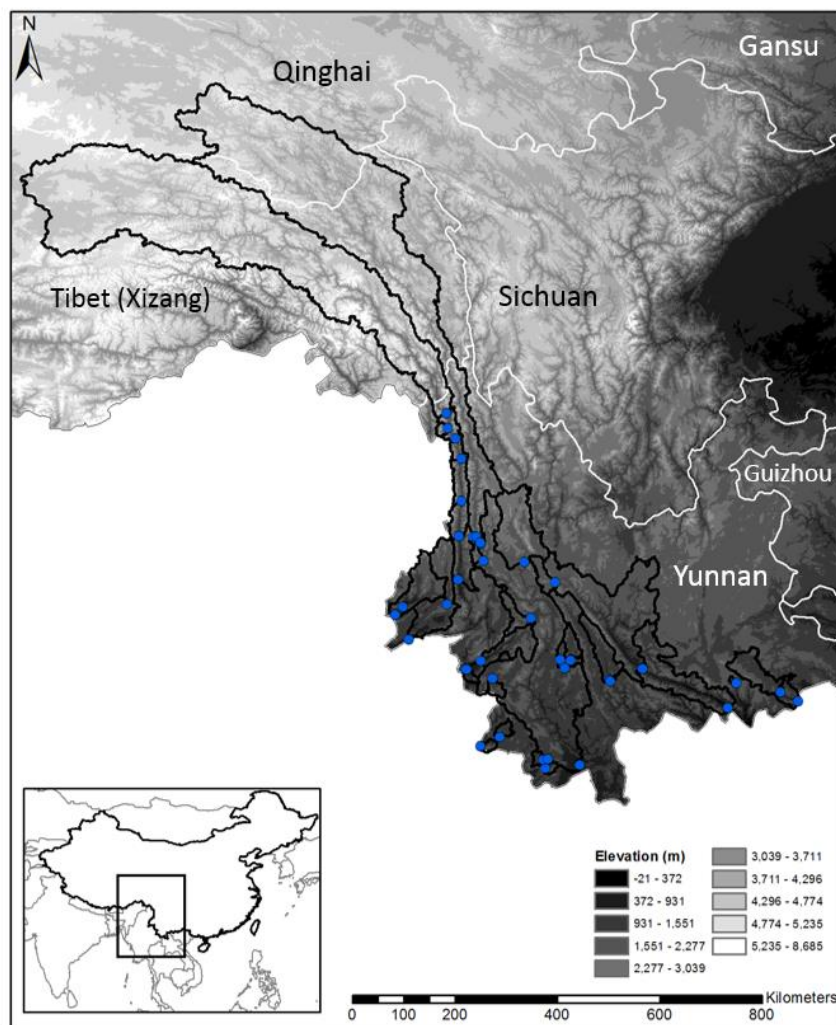 N
Gansu
Qinghai
Tibet (Xizang)
Sichuan
Guizhou
Yunnan
Elevation (m)
-21 - 372
372 - 931
931 - 1,551
1,551 - 2,277
2,277 - 3,039
3,039 - 3,711
3,711 - 4,296
4,296 - 4,774
4,774 - 5,235
5,235 - 8,685
Kilometers
0 100 200 400 600 800